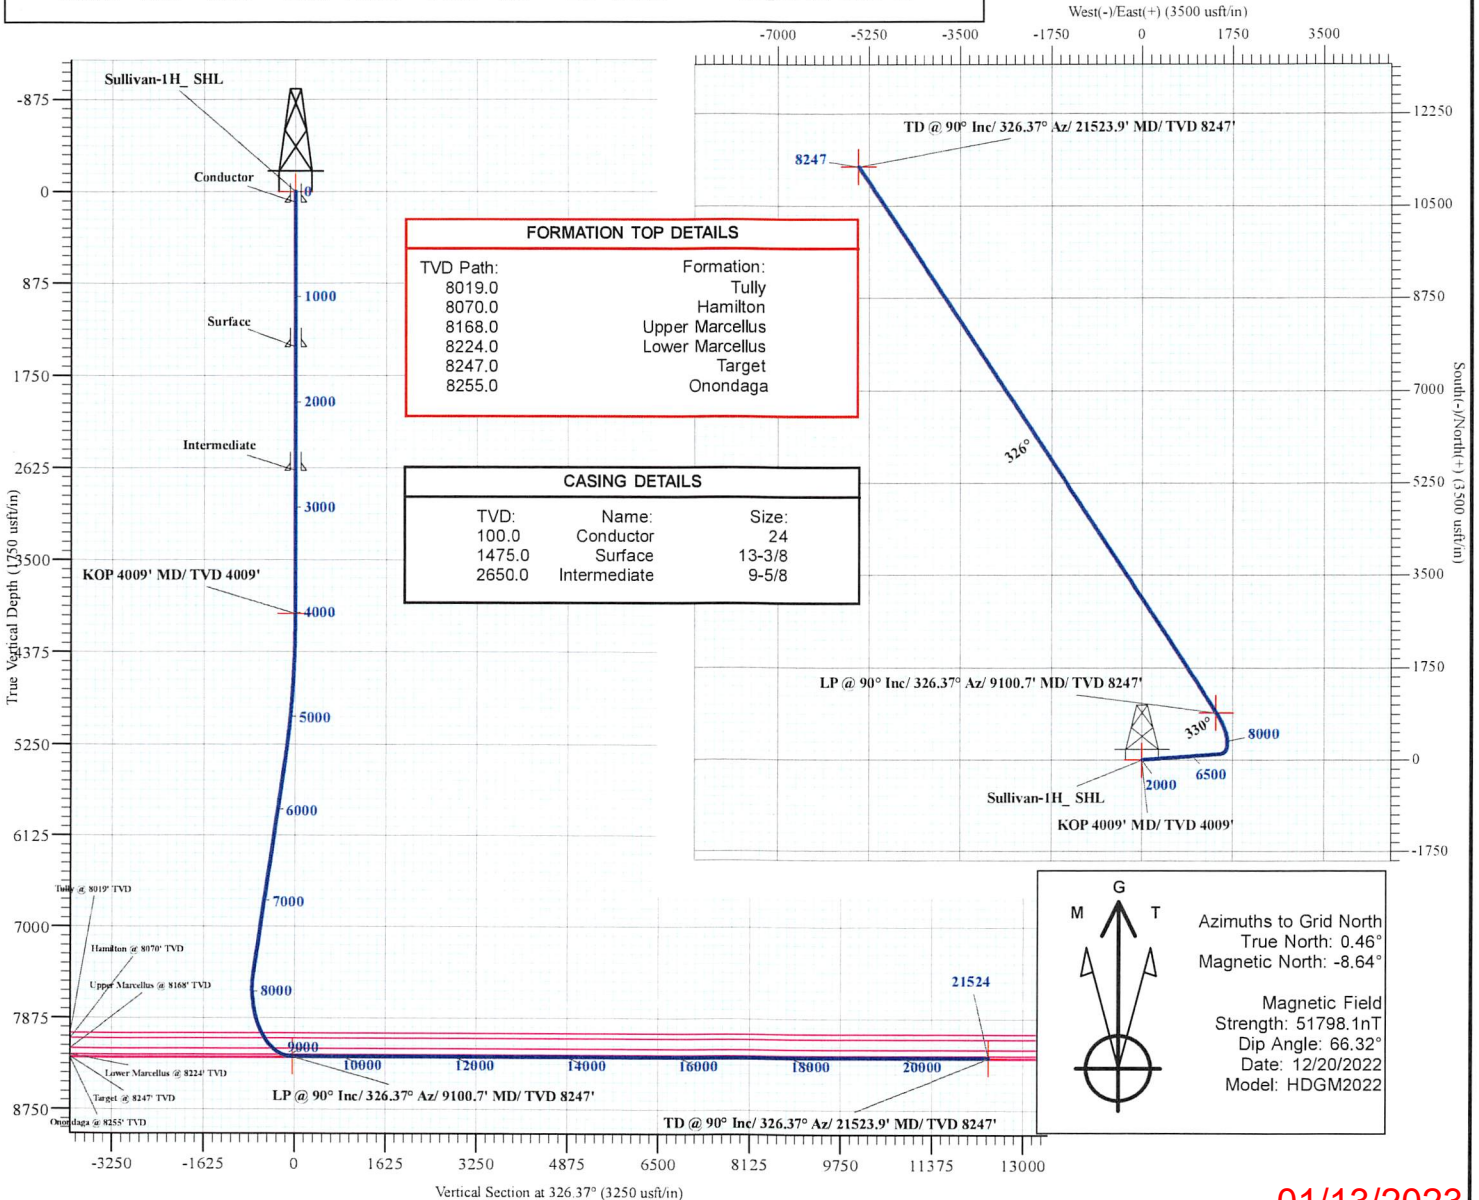 West(-)/East(+) (3500 usft/in)
-7000 -5250 -3500 -1750 0 1750 3500
Sullivan-1H_ SHL
Conductor
0
1000
Surface
2000
Intermediate
3000
KOP 4009' MD/ TVD 4009'
4000
5000
6000
7000
8000
9000
10000 12000 14000 16000 18000 20000
21524
-875
0
875
1750
2625
3500
4375
5250
6125
7000
7875
8750
True Vertical Depth (1750 usft/in)
Tully @ 8019' TVD
Hamilton @ 8070' TVD
Upper Marcellus @ 8168' TVD
Lower Marcellus @ 8224' TVD
Target @ 8247' TVD
Onondaga @ 8255' TVD
LP @ 90° Inc/ 326.37° Az/ 9100.7' MD/ TVD 8247'
TD @ 90° Inc/ 326.37° Az/ 21523.9' MD/ TVD 8247'
-3250 -1625 0 1625 3250 4875 6500 8125 9750 11375 13000
Vertical Section at 326.37° (3250 usft/in)
FORMATION TOP DETAILS
TVD Path: Formation:
8019.0 Tully
8070.0 Hamilton
8168.0 Upper Marcellus
8224.0 Lower Marcellus
8247.0 Target
8255.0 Onondaga
CASING DETAILS
TVD: Name: Size:
100.0 Conductor 24
1475.0 Surface 13-3/8
2650.0 Intermediate 9-5/8
TD @ 90° Inc/ 326.37° Az/ 21523.9' MD/ TVD 8247'
8247
326°
LP @ 90° Inc/ 326.37° Az/ 9100.7' MD/ TVD 8247'
330°
8000
6500
2000
Sullivan-1H_ SHL
KOP 4009' MD/ TVD 4009'
12250
10500
8750
7000
5250
3500
1750
0
-1750
South(-)/North(+) (3500 usft/in)
G
M T
Azimuths to Grid North
True North: 0.46°
Magnetic North: -8.64°
Magnetic Field
Strength: 51798.1nT
Dip Angle: 66.32°
Date: 12/20/2022
Model: HDGM2022
01/13/2023